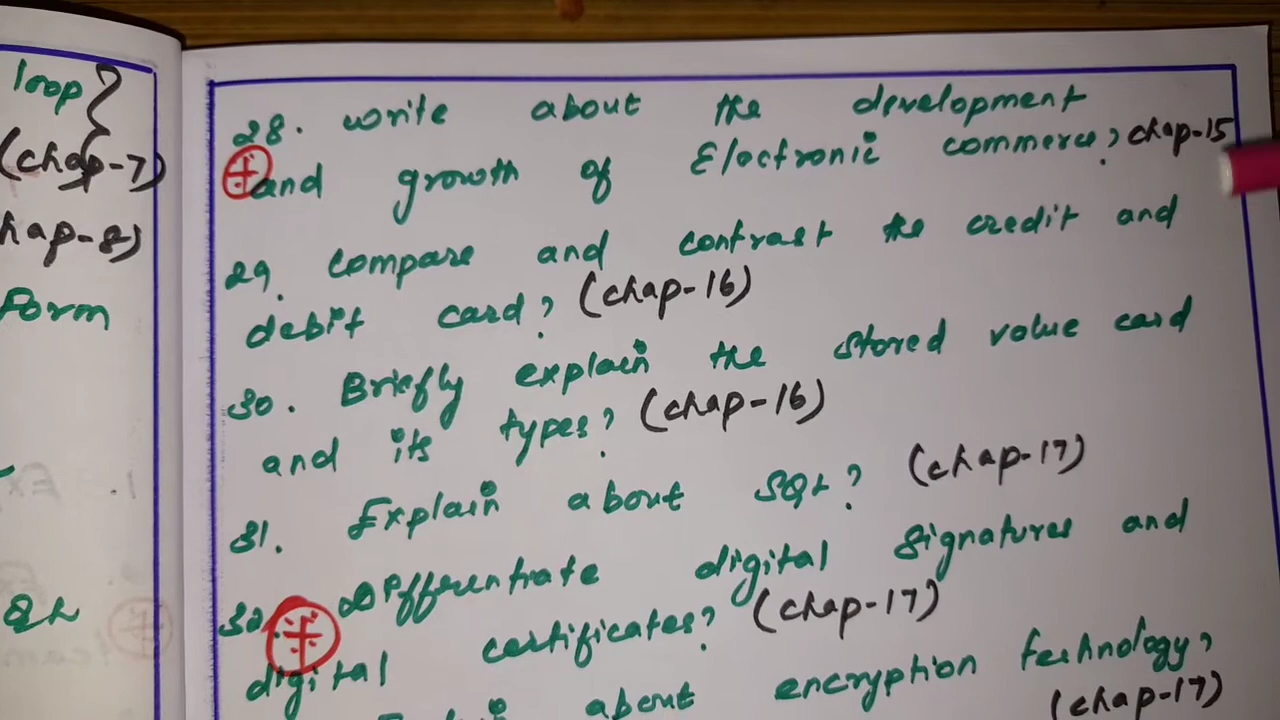 loop}
(chap-7)
hap-8)
Form
28. write about the development
and growth of Electronic commerce? chap-15
29. compare and contrast the credit and
debit card? (chap-16)
30. Briefly explain the stored value card
and its types? (chap-16)
31. Explain about SQL? (chap-17)
32. Differentiate digital signatures and
digital certificates? (chap-17)
about encryption technology?
(chap-17)